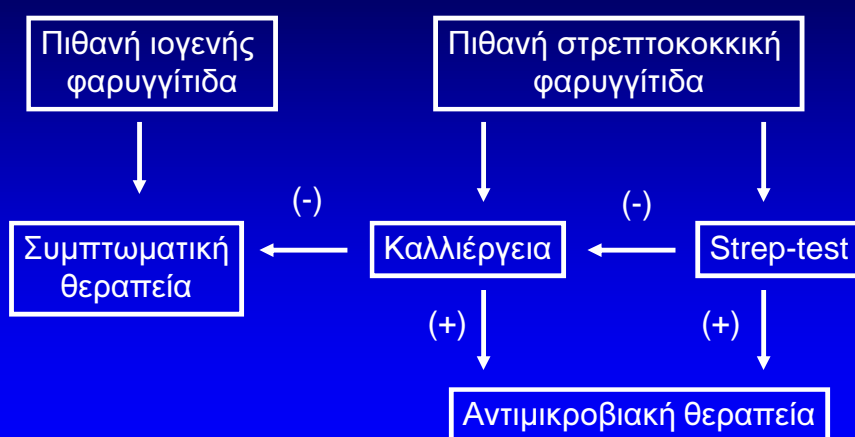 Πιθανή ιογενής
φαρυγγίτιδα
Πιθανή στρεπτοκοκκική
φαρυγγίτιδα
(-)
(-)
Συμπτωματική
θεραπεία
Καλλιέργεια
Strep-test
(+)
(+)
Αντιμικροβιακή θεραπεία